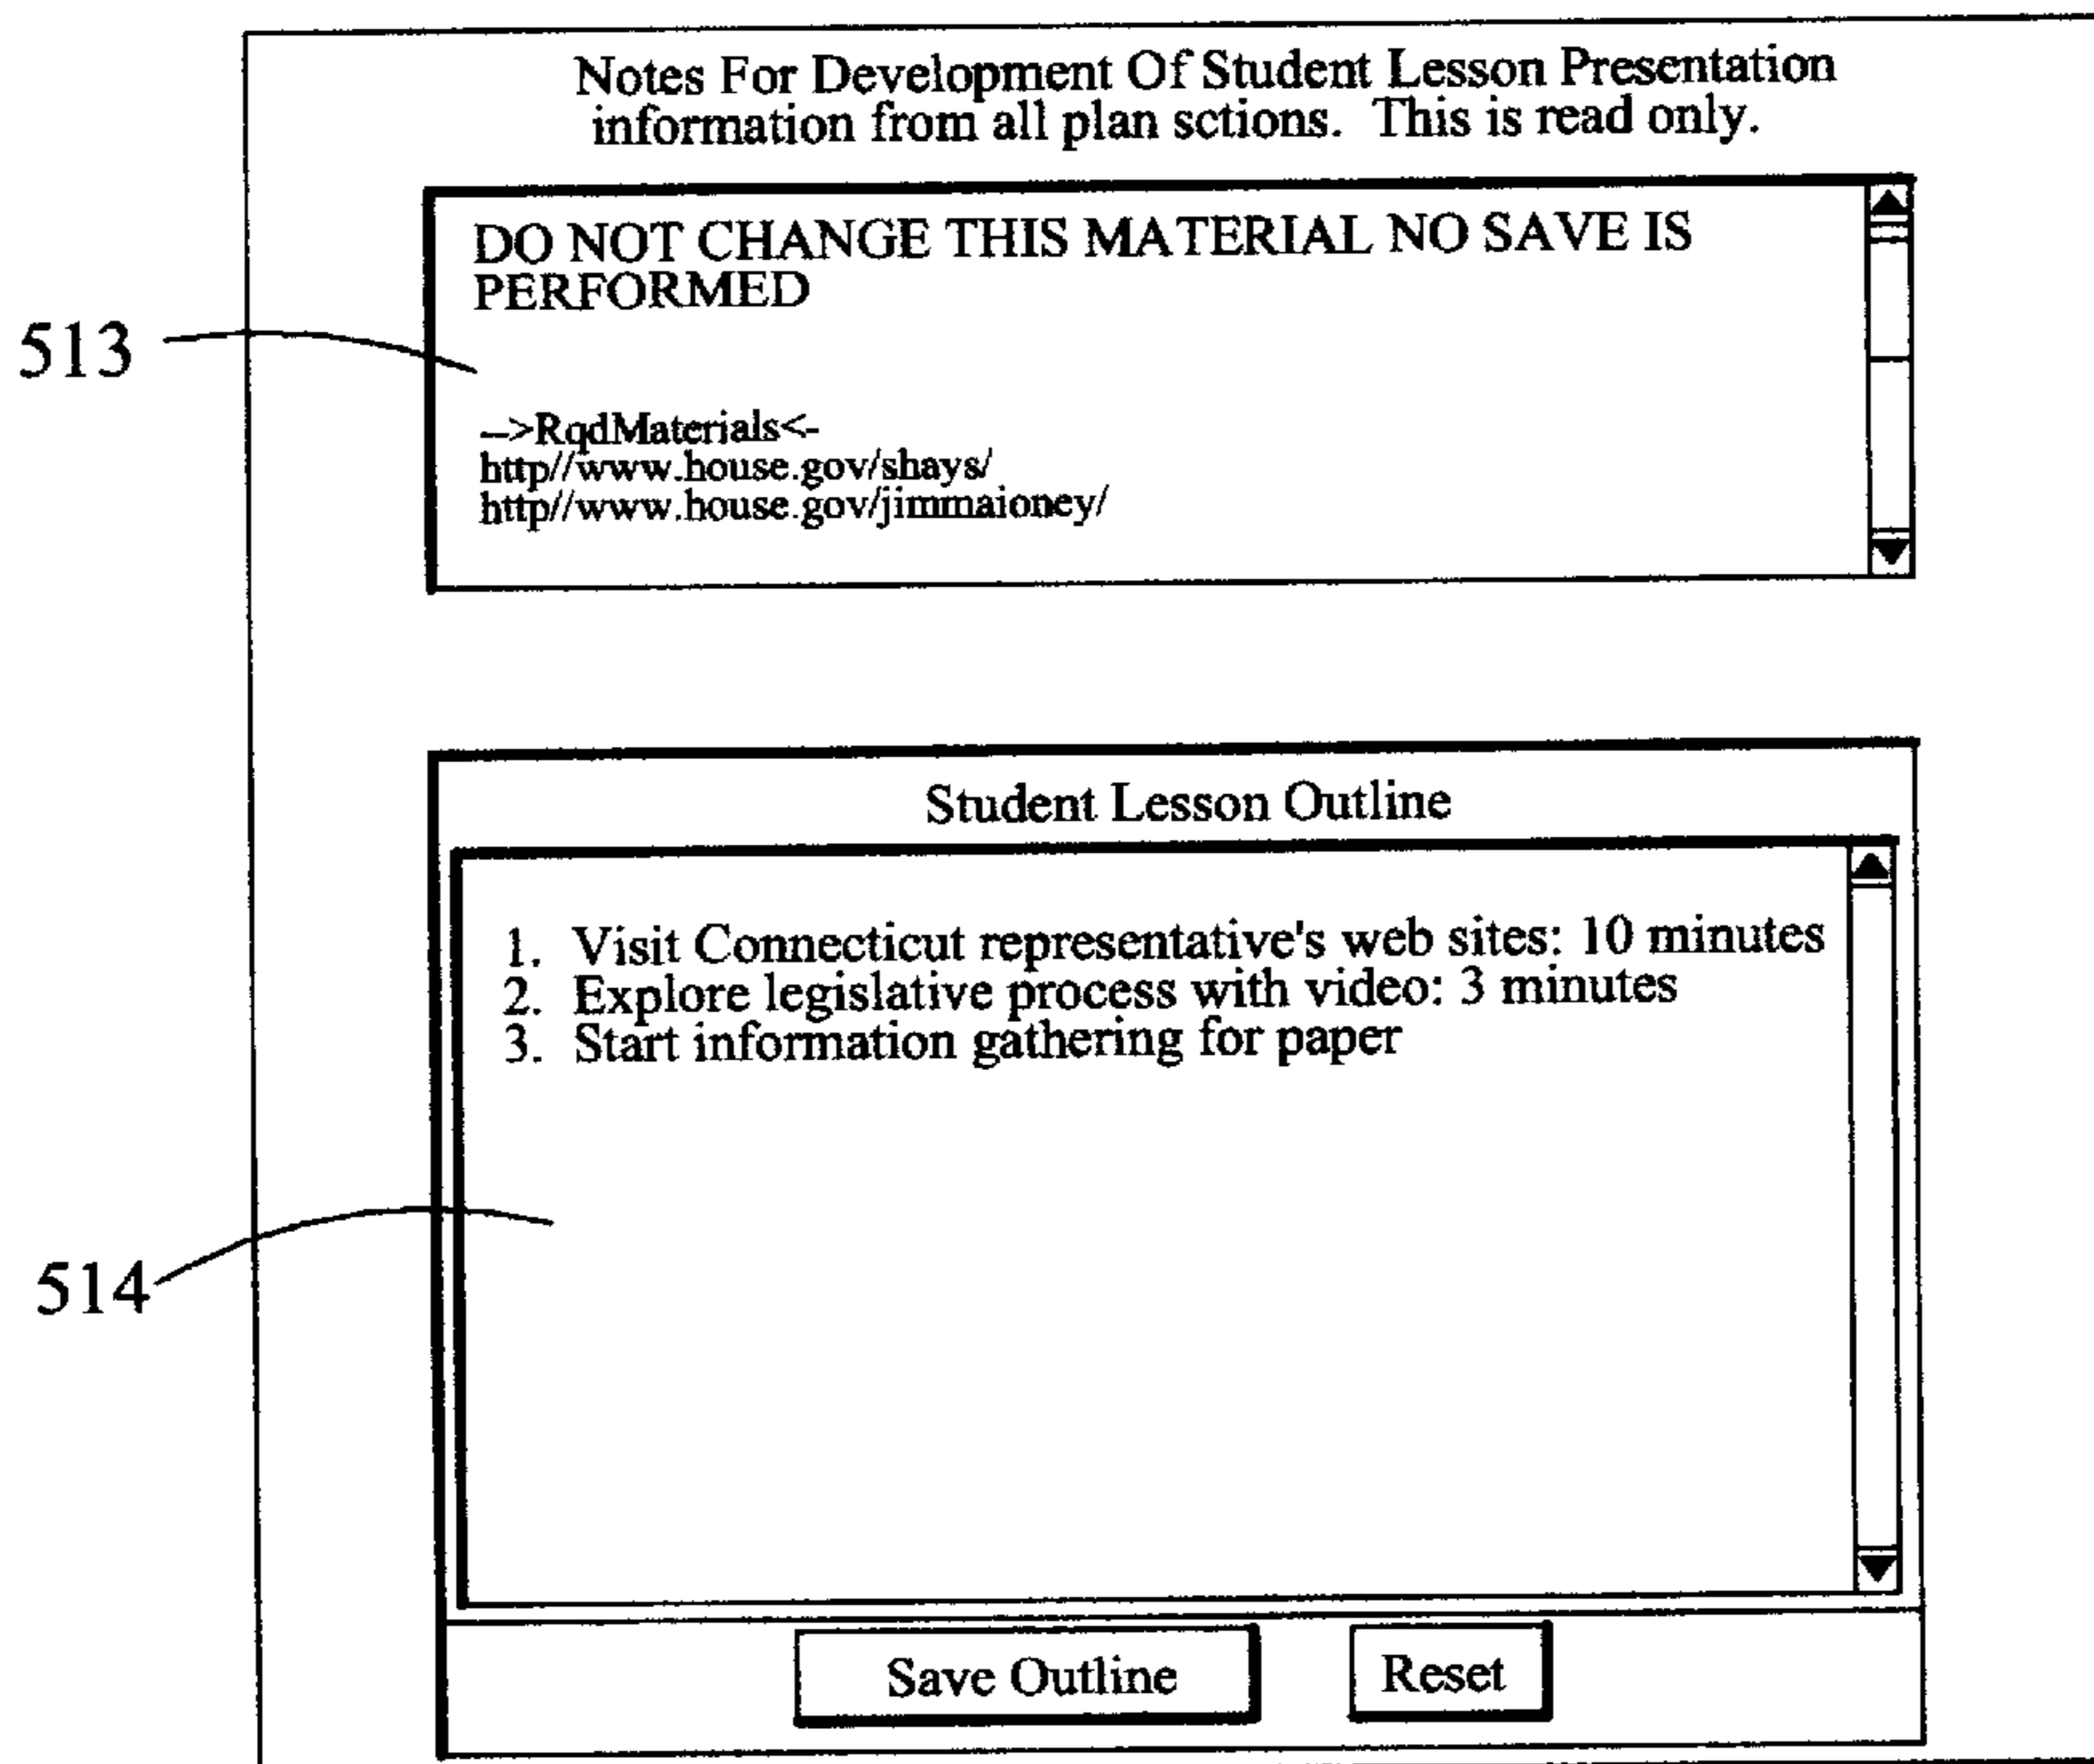 Notes For Development Of Student Lesson Presentation
information from all plan sctions. This is read only.
DO NOT CHANGE THIS MATERIAL NO SAVE IS
PERFORMED
513
-->RqdMaterials<-
http//www.house.gov/shays/
http//www.house.gov/jimmaioney/
Student Lesson Outline
1. Visit Connecticut representative's web sites: 10 minutes
2. Explore legislative process with video: 3 minutes
3. Start information gathering for paper
514
Save Outline Reset